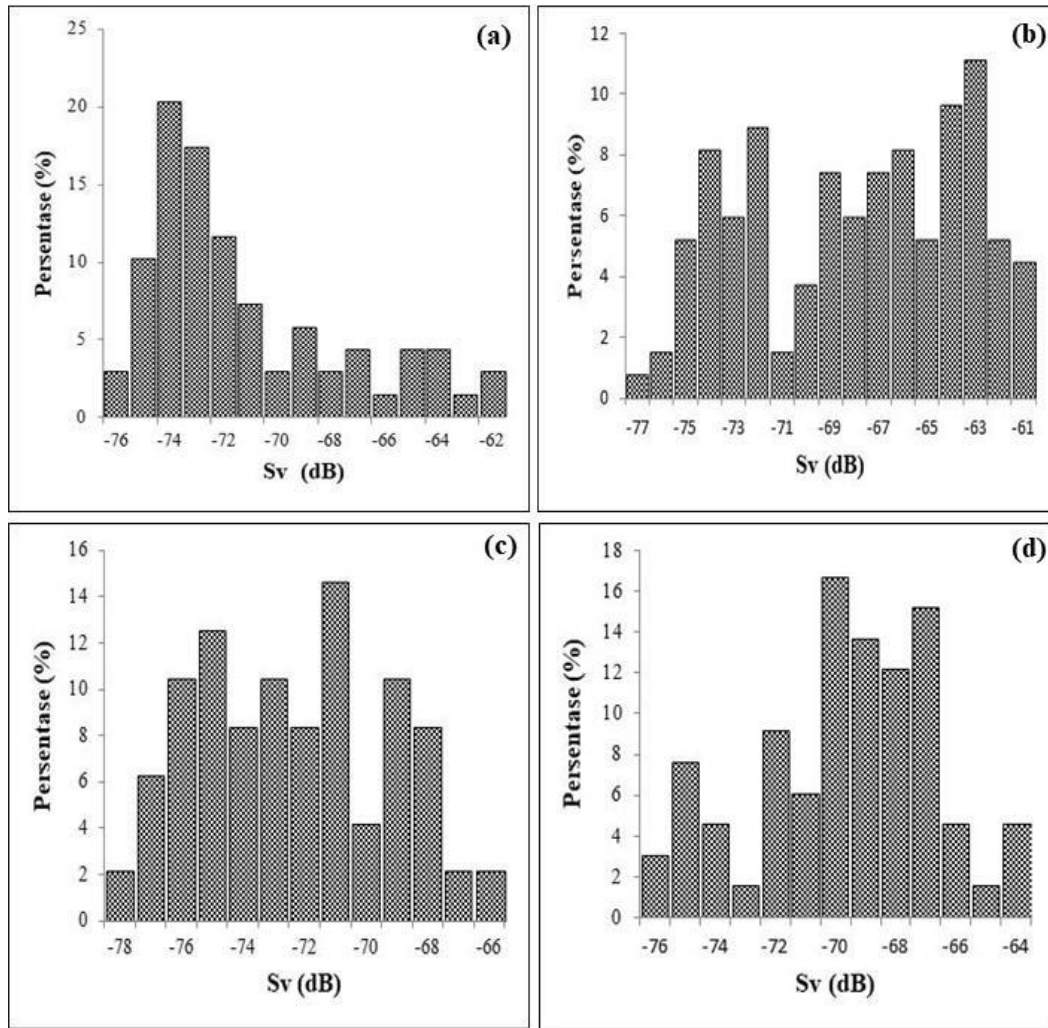 (a)
Persentase (%)
25
20
15
10
5
0
-76 -74 -72 -70 -68 -66 -64 -62
Sv (dB)
(b)
Persentase (%)
12
10
8
6
4
2
0
-77 -75 -73 -71 -69 -67 -65 -63 -61
Sv (dB)
(c)
Persentase (%)
16
14
12
10
8
6
4
2
0
-78 -76 -74 -72 -70 -68 -66
Sv (dB)
(d)
Persentase (%)
18
16
14
12
10
8
6
4
2
0
-76 -74 -72 -70 -68 -66 -64
Sv (dB)